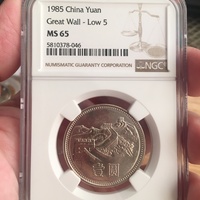 1985 China Yuan
Great Wall - Low 5
MS 65
5810378-046
NUMISMATIC GUARANTY CORPORATION
NGC
壹圆